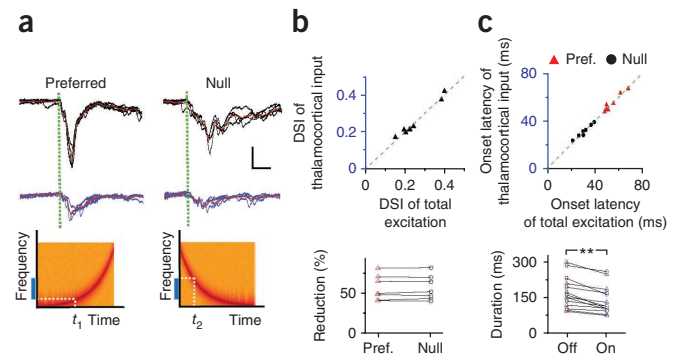 a
Preferred
Null
Frequency
t1 Time
Frequency
t2 Time
b
DSI of
thalamocortical input
0.4
0.2
0
0 0.2 0.4
DSI of total
excitation
Reduction (%)
50
0
Pref. Null
c
Pref. Null
Onset latency of
thalamocortical input (ms)
80
40
0
0 40 80
Onset latency
of total excitation (ms)
**
Duration (ms)
300
150
0
Off On